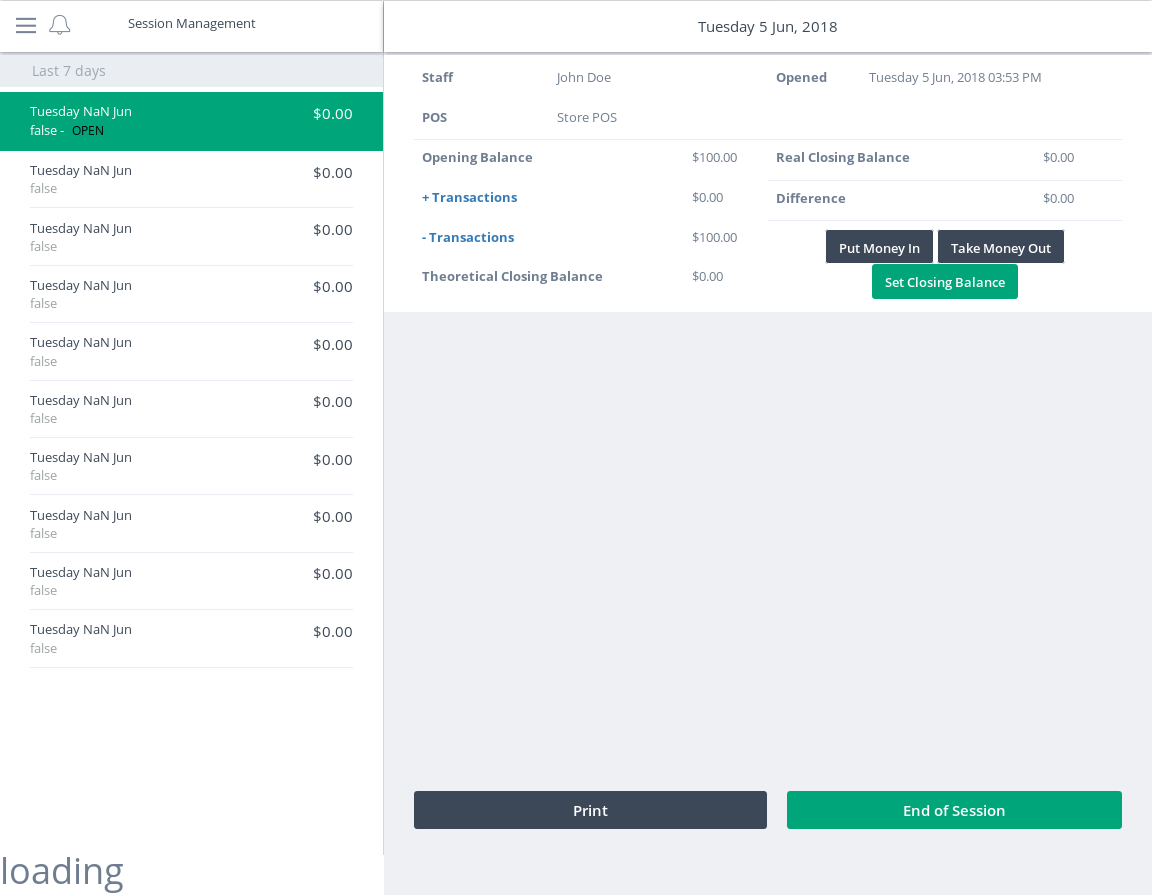 Session Management
Tuesday 5 Jun, 2018
Last 7 days
Tuesday NaN Jun $0.00
false - OPEN
Tuesday NaN Jun $0.00
false
Tuesday NaN Jun $0.00
false
Tuesday NaN Jun $0.00
false
Tuesday NaN Jun $0.00
false
Tuesday NaN Jun $0.00
false
Tuesday NaN Jun $0.00
false
Tuesday NaN Jun $0.00
false
Tuesday NaN Jun $0.00
false
Tuesday NaN Jun $0.00
false
loading
Staff John Doe Opened Tuesday 5 Jun, 2018 03:53 PM
POS Store POS
Opening Balance $100.00 Real Closing Balance $0.00
+ Transactions $0.00 Difference $0.00
- Transactions $100.00 Put Money In Take Money Out
Theoretical Closing Balance $0.00 Set Closing Balance
Print End of Session